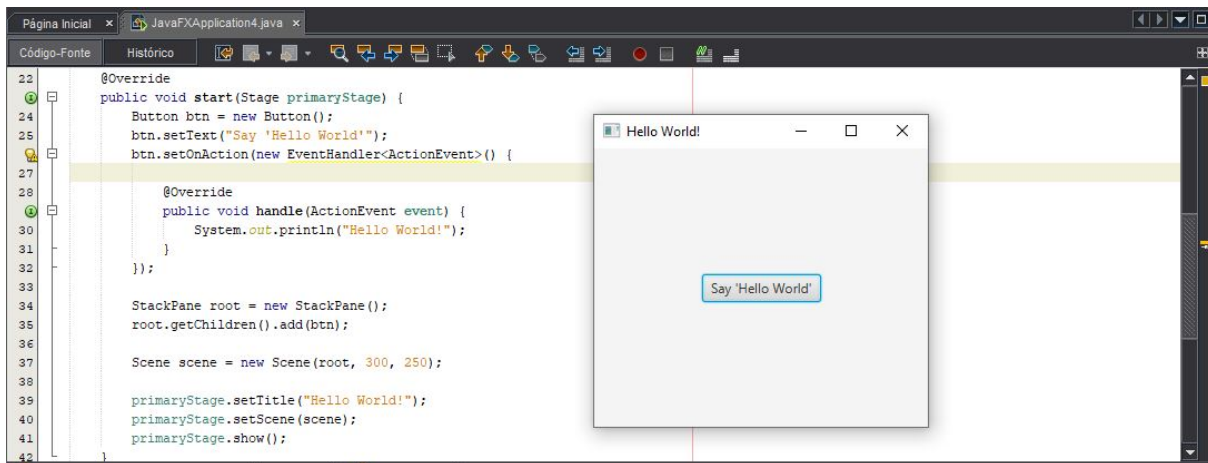 Página Inicial × JavaFXApplication4.java ×
Código-Fonte Histórico
22 @Override
public void start(Stage primaryStage) {
24 Button btn = new Button();
25 btn.setText("Say 'Hello World'");
btn.setOnAction(new EventHandler<ActionEvent>() {
27
28 @Override
public void handle(ActionEvent event) {
30 System.out.println("Hello World!");
31 }
32 });
33
34 StackPane root = new StackPane();
35 root.getChildren().add(btn);
36
37 Scene scene = new Scene(root, 300, 250);
38
39 primaryStage.setTitle("Hello World!");
40 primaryStage.setScene(scene);
41 primaryStage.show();
42 }
Hello World!
Say 'Hello World'